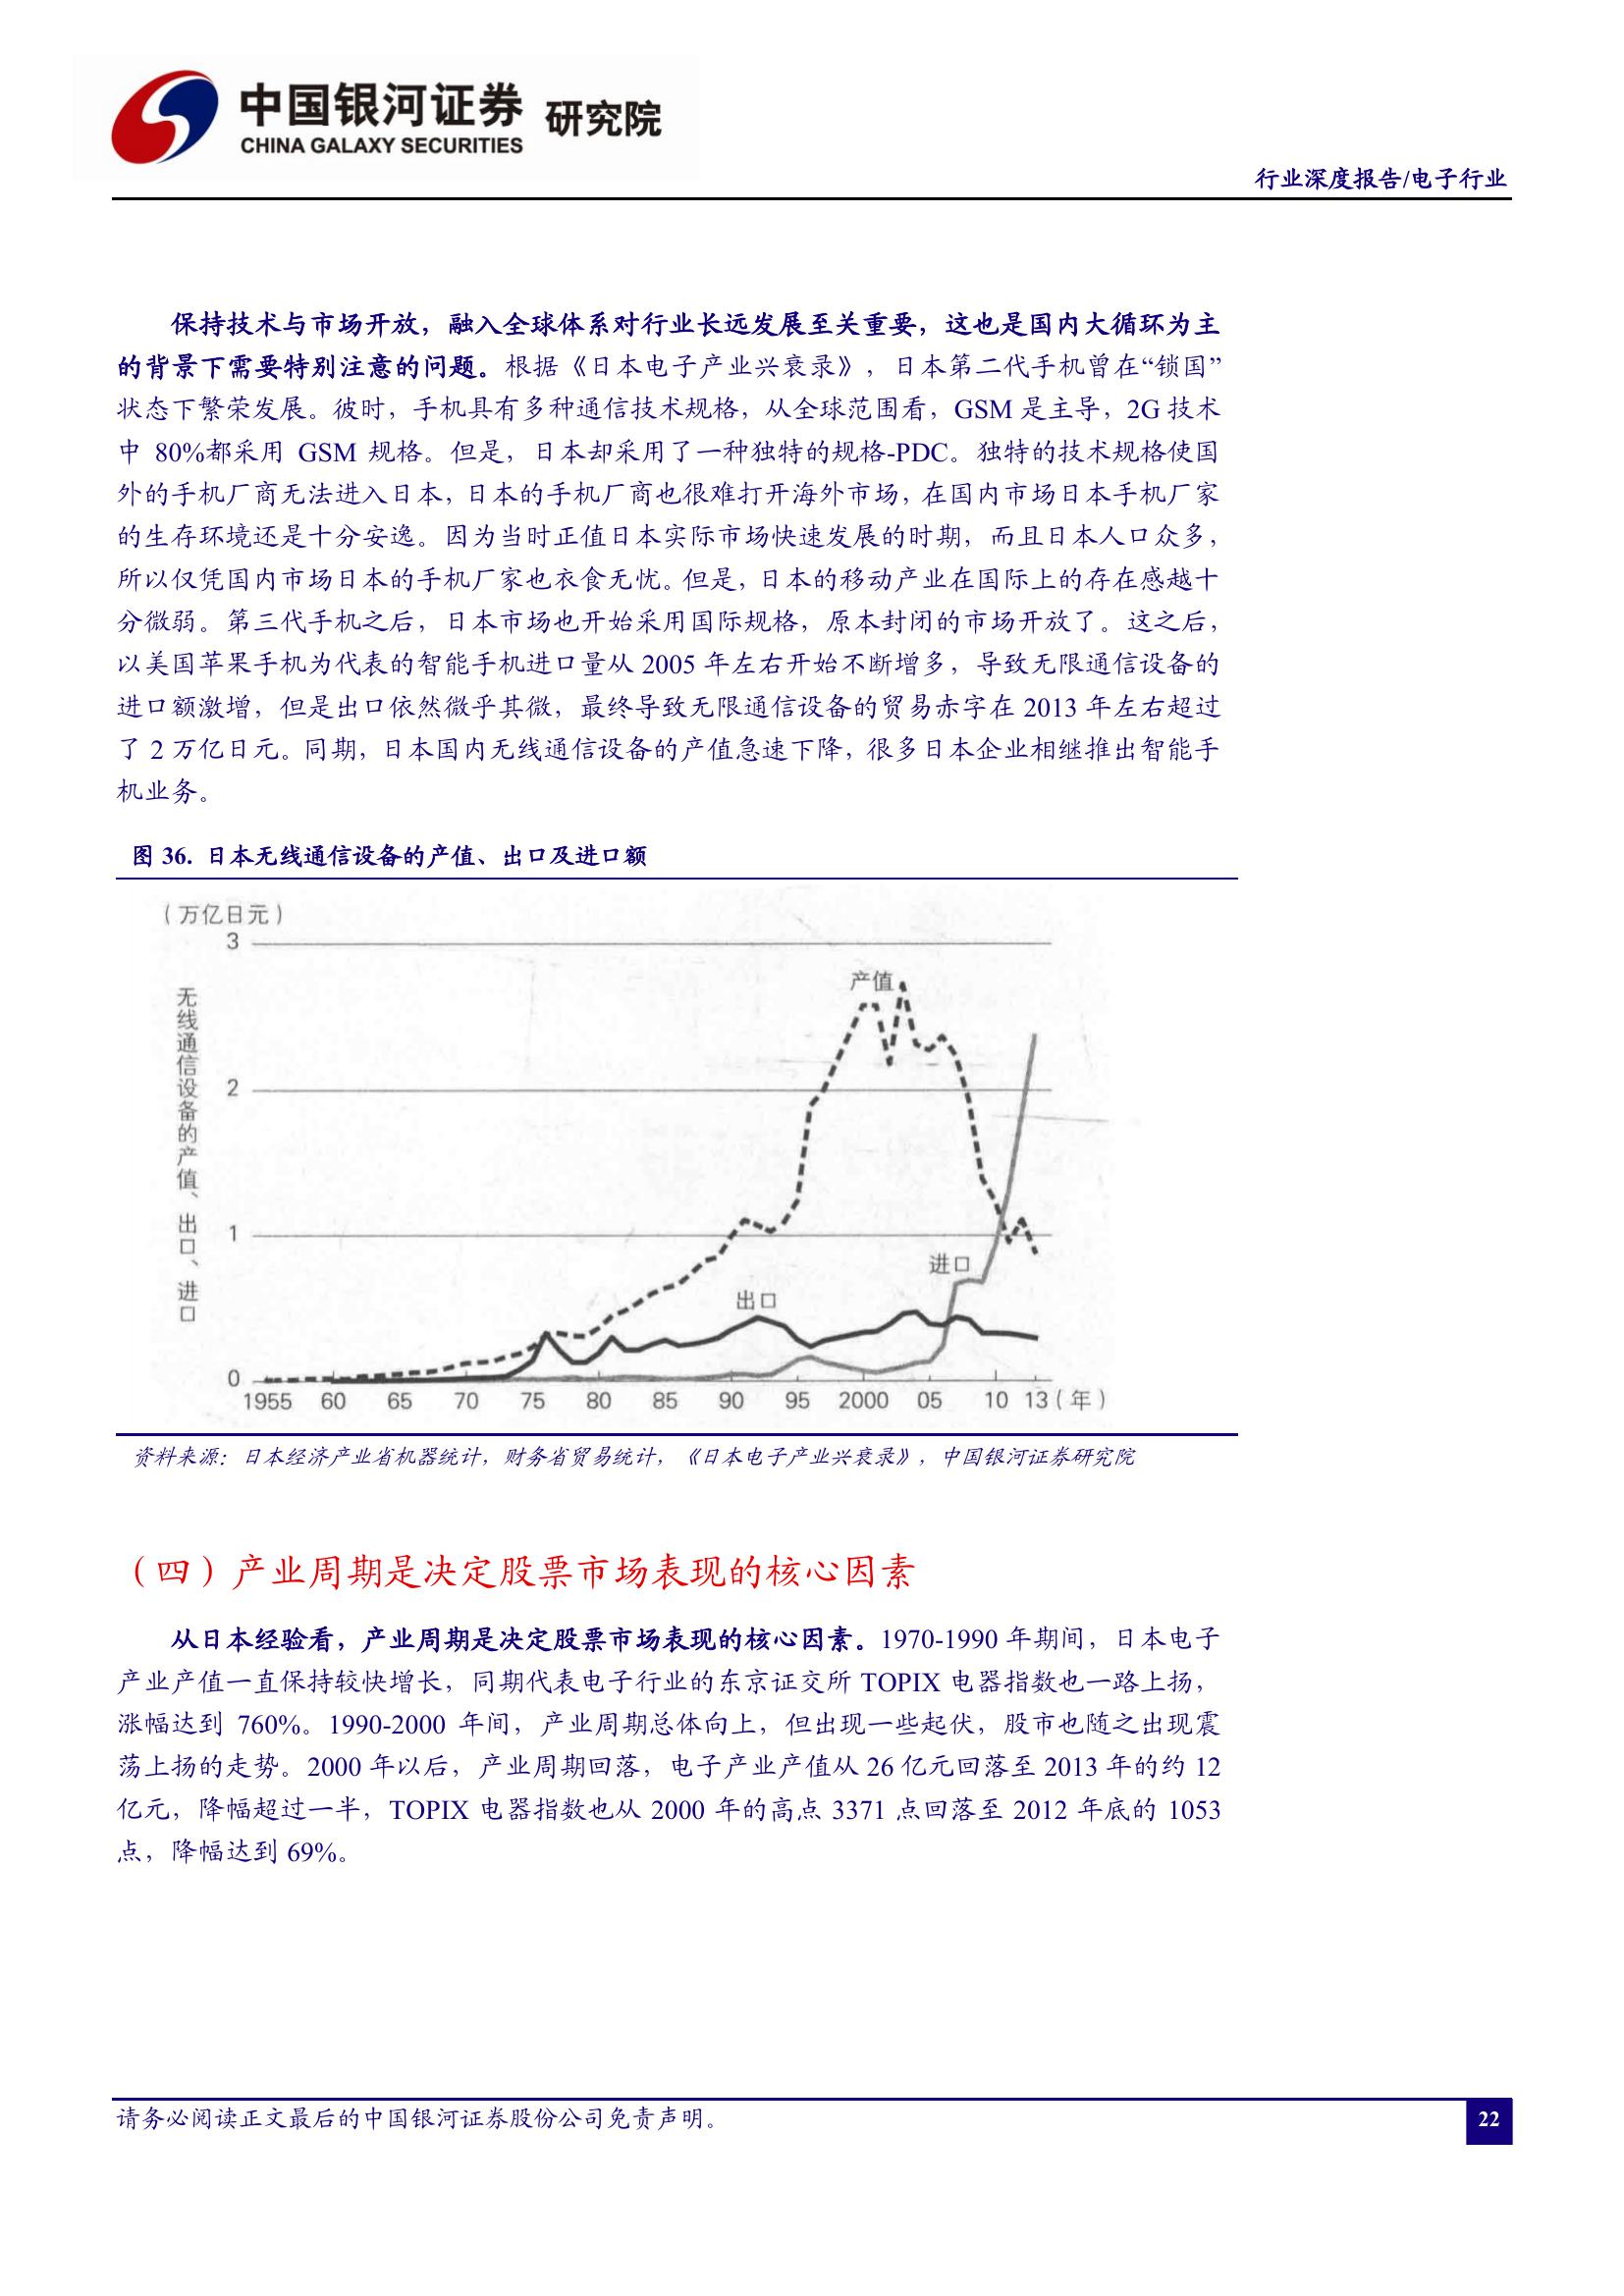 中国银河证券 研究院
CHINA GALAXY SECURITIES
行业深度报告/电子行业
保持技术与市场开放，融入全球体系对行业长远发展至关重要，这也是国内大循环为主
的背景下需要特别注意的问题。根据《日本电子产业兴衰录》，日本第二代手机曾在“锁国”
状态下繁荣发展。彼时，手机具有多种通信技术规格，从全球范围看，GSM 是主导，2G 技术
中 80%都采用 GSM 规格。但是，日本却采用了一种独特的规格-PDC。独特的技术规格使国
外的手机厂商无法进入日本，日本的手机厂商也很难打开海外市场，在国内市场日本手机厂家
的生存环境还是十分安逸。因为当时正值日本实际市场快速发展的时期，而且日本人口众多，
所以仅凭国内市场日本的手机厂家也衣食无忧。但是，日本的移动产业在国际上的存在感越十
分微弱。第三代手机之后，日本市场也开始采用国际规格，原本封闭的市场开放了。这之后，
以美国苹果手机为代表的智能手机进口量从 2005 年左右开始不断增多，导致无限通信设备的
进口额激增，但是出口依然微乎其微，最终导致无限通信设备的贸易赤字在 2013 年左右超过
了 2 万亿日元。同期，日本国内无线通信设备的产值急速下降，很多日本企业相继推出智能手
机业务。
图 36. 日本无线通信设备的产值、出口及进口额
（万亿日元）
无线通信设备的产值、出口、进口
3
2
1
0
产值
进口
出口
1955 60 65 70 75 80 85 90 95 2000 05 10 13（年）
资料来源：日本经济产业省机器统计，财务省贸易统计，《日本电子产业兴衰录》，中国银河证券研究院
（四）产业周期是决定股票市场表现的核心因素
从日本经验看，产业周期是决定股票市场表现的核心因素。1970-1990 年期间，日本电子
产业产值一直保持较快增长，同期代表电子行业的东京证交所 TOPIX 电器指数也一路上扬，
涨幅达到 760%。1990-2000 年间，产业周期总体向上，但出现一些起伏，股市也随之出现震
荡上扬的走势。2000 年以后，产业周期回落，电子产业产值从 26 亿元回落至 2013 年的约 12
亿元，降幅超过一半，TOPIX 电器指数也从 2000 年的高点 3371 点回落至 2012 年底的 1053
点，降幅达到 69%。
请务必阅读正文最后的中国银河证券股份公司免责声明。
22